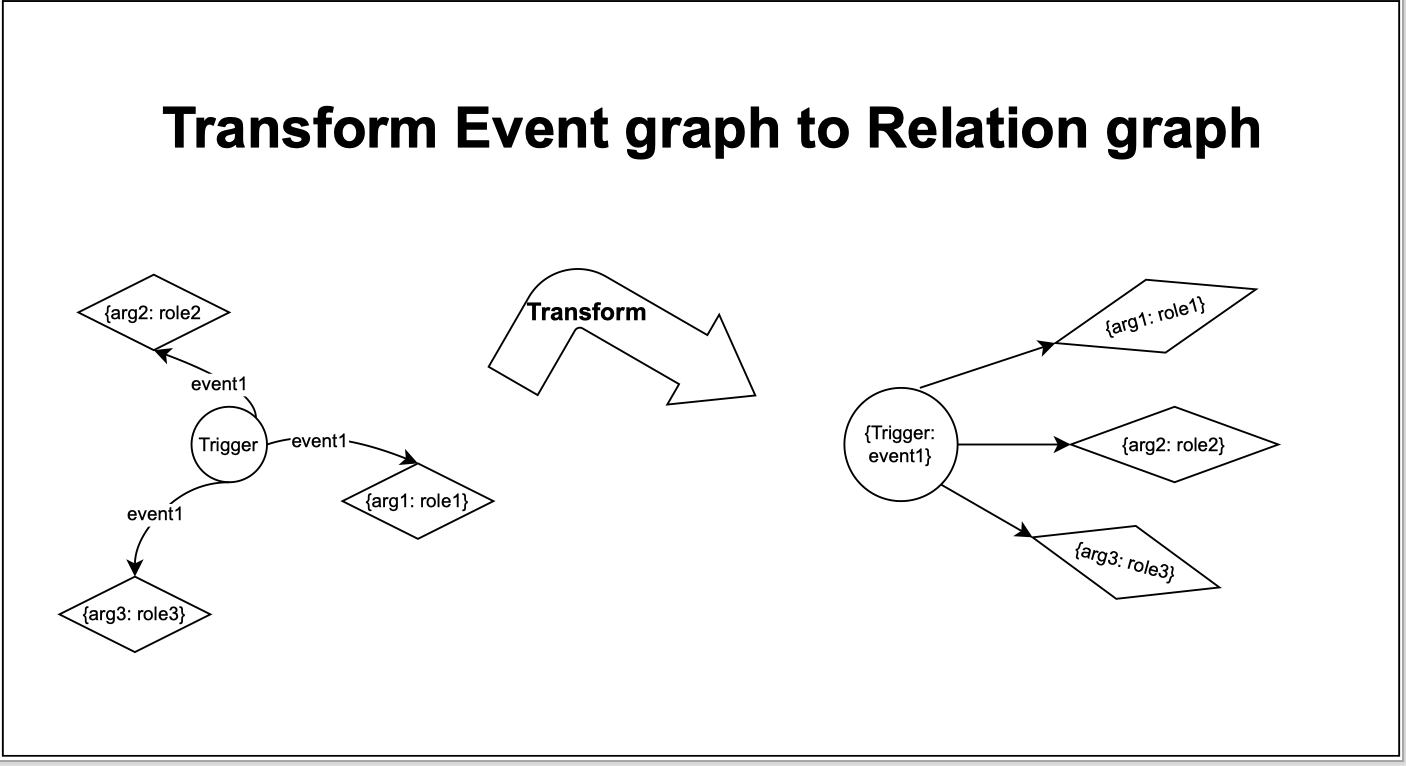 Transform Event graph to Relation graph
{arg2: role2
event1
Trigger
event1
{arg1: role1}
event1
{arg3: role3}
Transform
{arg1: role1}
{Trigger:
event1}
{arg2: role2}
{arg3: role3}